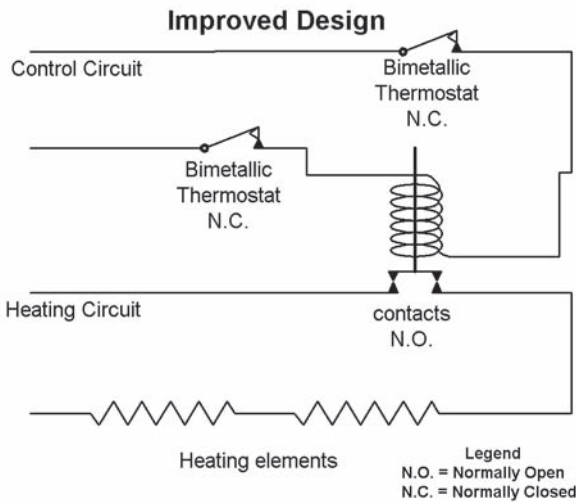 Improved Design
Control Circuit
Bimetallic
Thermostat
N.C.
Bimetallic
Thermostat
N.C.
Heating Circuit
contacts
N.O.
Heating elements
Legend
N.O. = Normally Open
N.C. = Normally Closed